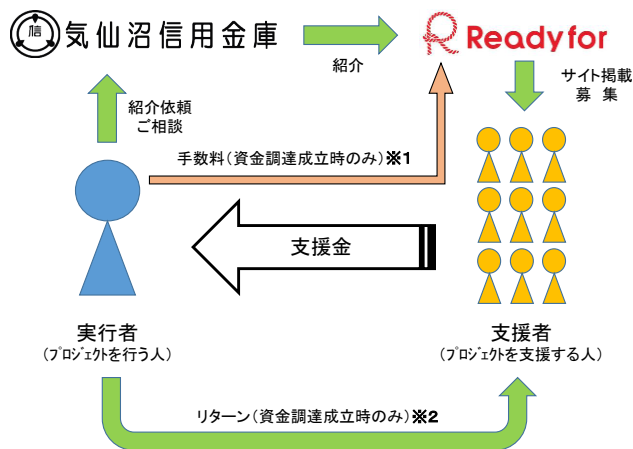 信
気仙沼信用金庫
Readyfor
紹介
紹介依頼
ご相談
サイト掲載
募 集
手数料(資金調達成立時のみ)※1
支援金
実行者
(ﾌﾟﾛｼﾞｪｸﾄを行う人)
支援者
(ﾌﾟﾛｼﾞｪｸﾄを支援する人)
リターン(資金調達成立時のみ)※2